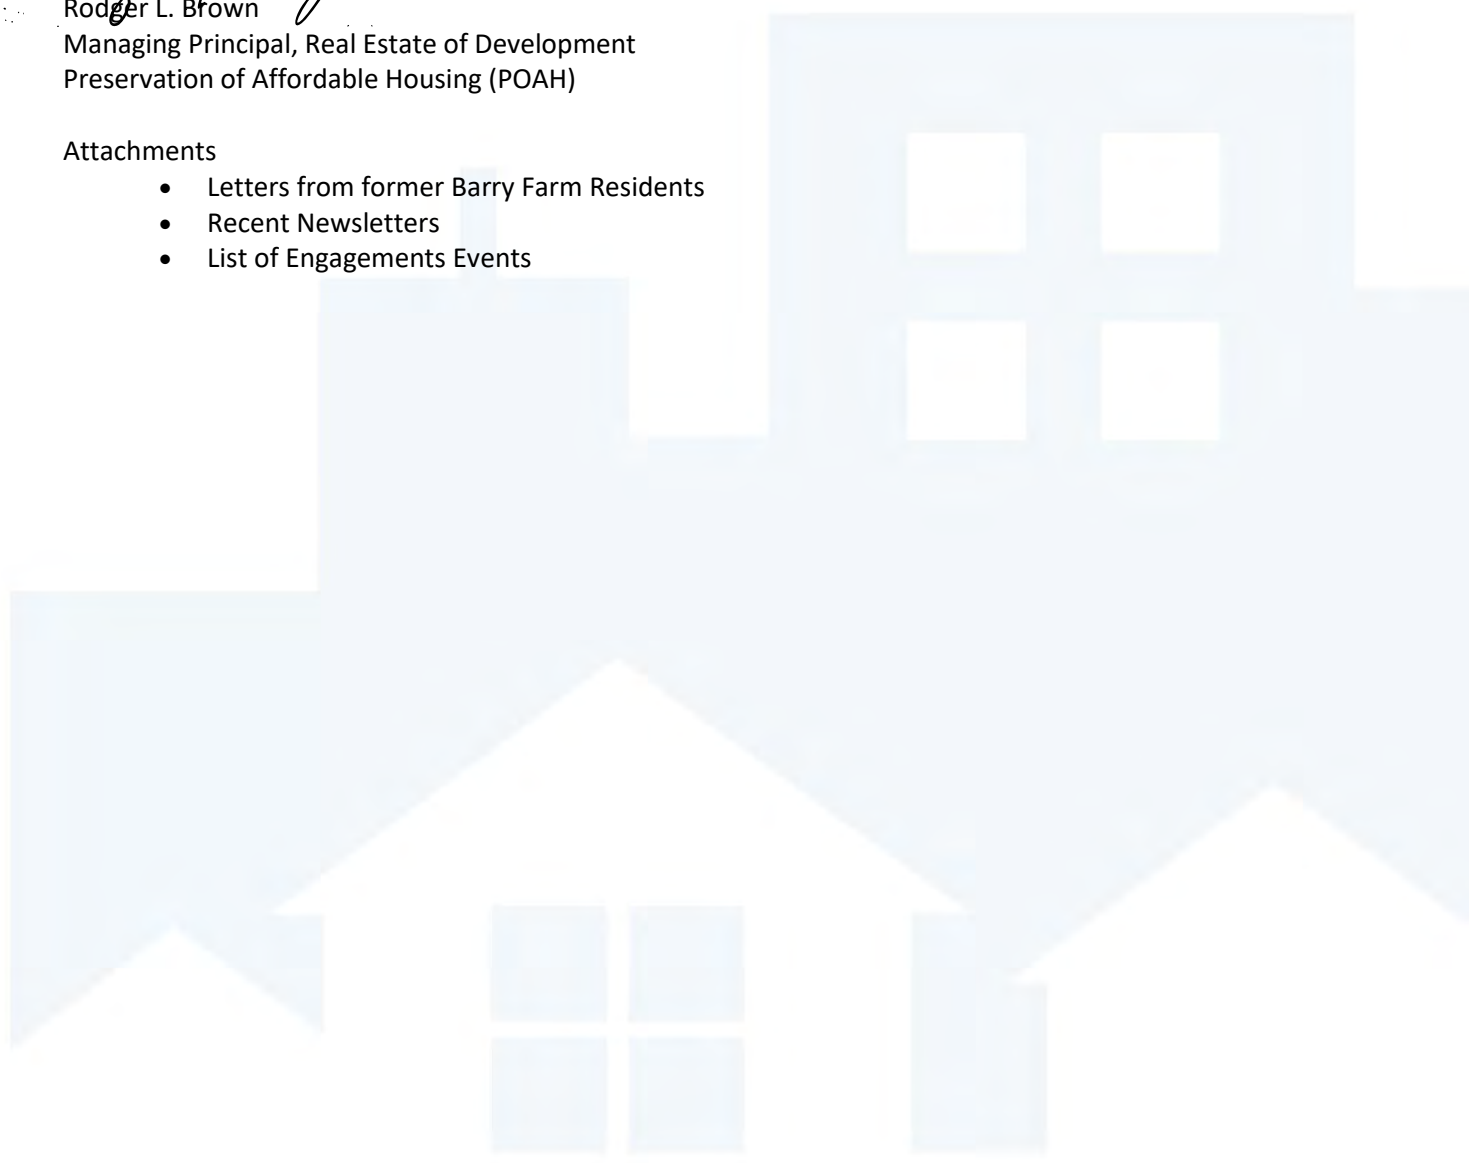 Rodger L. Brown
Managing Principal, Real Estate of Development
Preservation of Affordable Housing (POAH)
Attachments
• Letters from former Barry Farm Residents
• Recent Newsletters
• List of Engagements Events